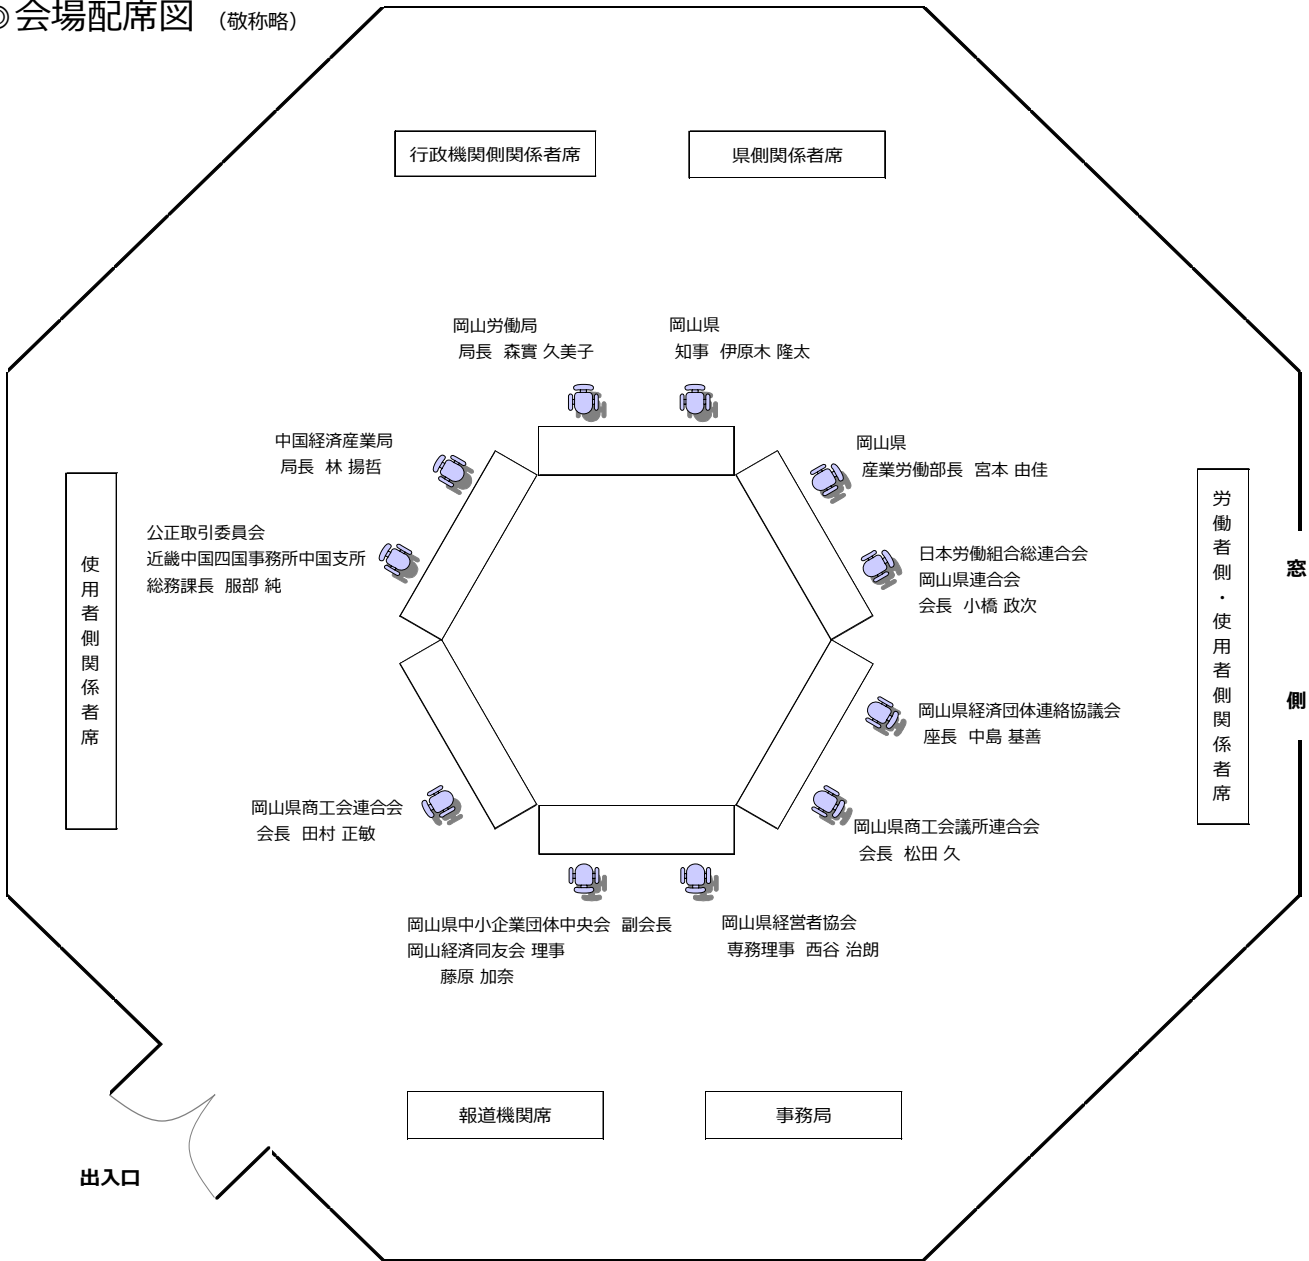 ◎会場配席図 （敬称略）
行政機関側関係者席
県側関係者席
岡山労働局
局長 森實 久美子
岡山県
知事 伊原木 隆太
中国経済産業局
局長 林 揚哲
岡山県
産業労働部長 宮本 由佳
公正取引委員会
近畿中国四国事務所中国支所
総務課長 服部 純
日本労働組合総連合会
岡山県連合会
会長 小橋 政次
使用者側関係者席
労働者側・使用者側関係者席
窓側
岡山県経済団体連絡協議会
座長 中島 基善
岡山県商工会連合会
会長 田村 正敏
岡山県商工会議所連合会
会長 松田 久
岡山県中小企業団体中央会 副会長
岡山経済同友会 理事
藤原 加奈
岡山県経営者協会
専務理事 西谷 治朗
報道機関席
事務局
出入口